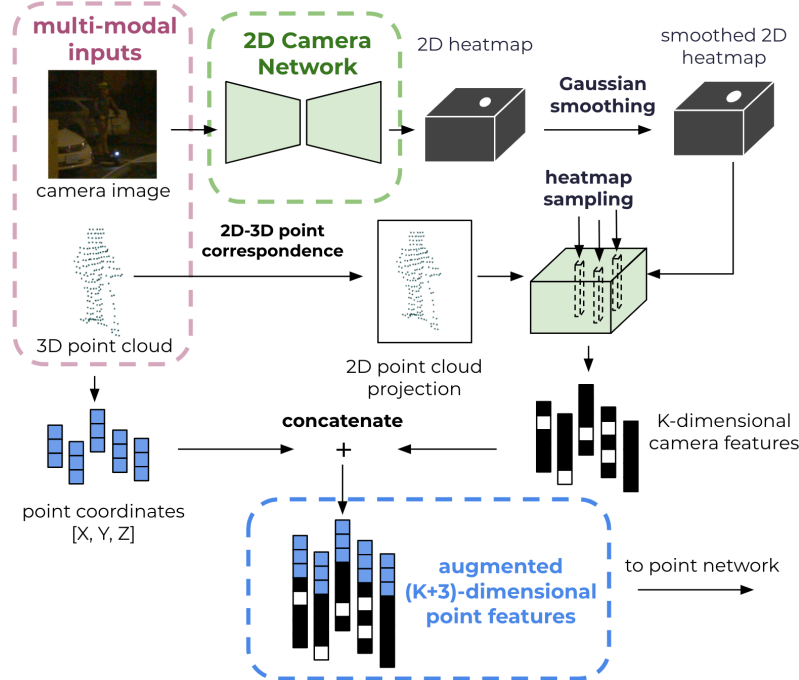 multi-modal
inputs
2D Camera
Network
2D heatmap
smoothed 2D
heatmap
Gaussian
smoothing
camera image
heatmap
sampling
2D-3D point
correspondence
3D point cloud
2D point cloud
projection
concatenate
+
K-dimensional
camera features
point coordinates
[X, Y, Z]
augmented
(K+3)-dimensional
point features
to point network